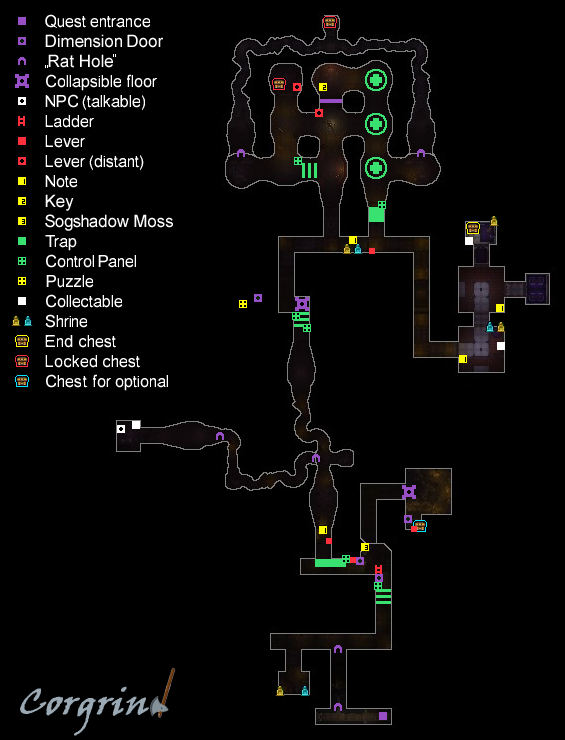 Quest entrance
Dimension Door
„Rat Hole”
Collapsible floor
NPC (talkable)
Ladder
Lever
Lever (distant)
Note
Key
Sogshadow Moss
Trap
Control Panel
Puzzle
Collectable
Shrine
End chest
Locked chest
Chest for optional
Corgrind